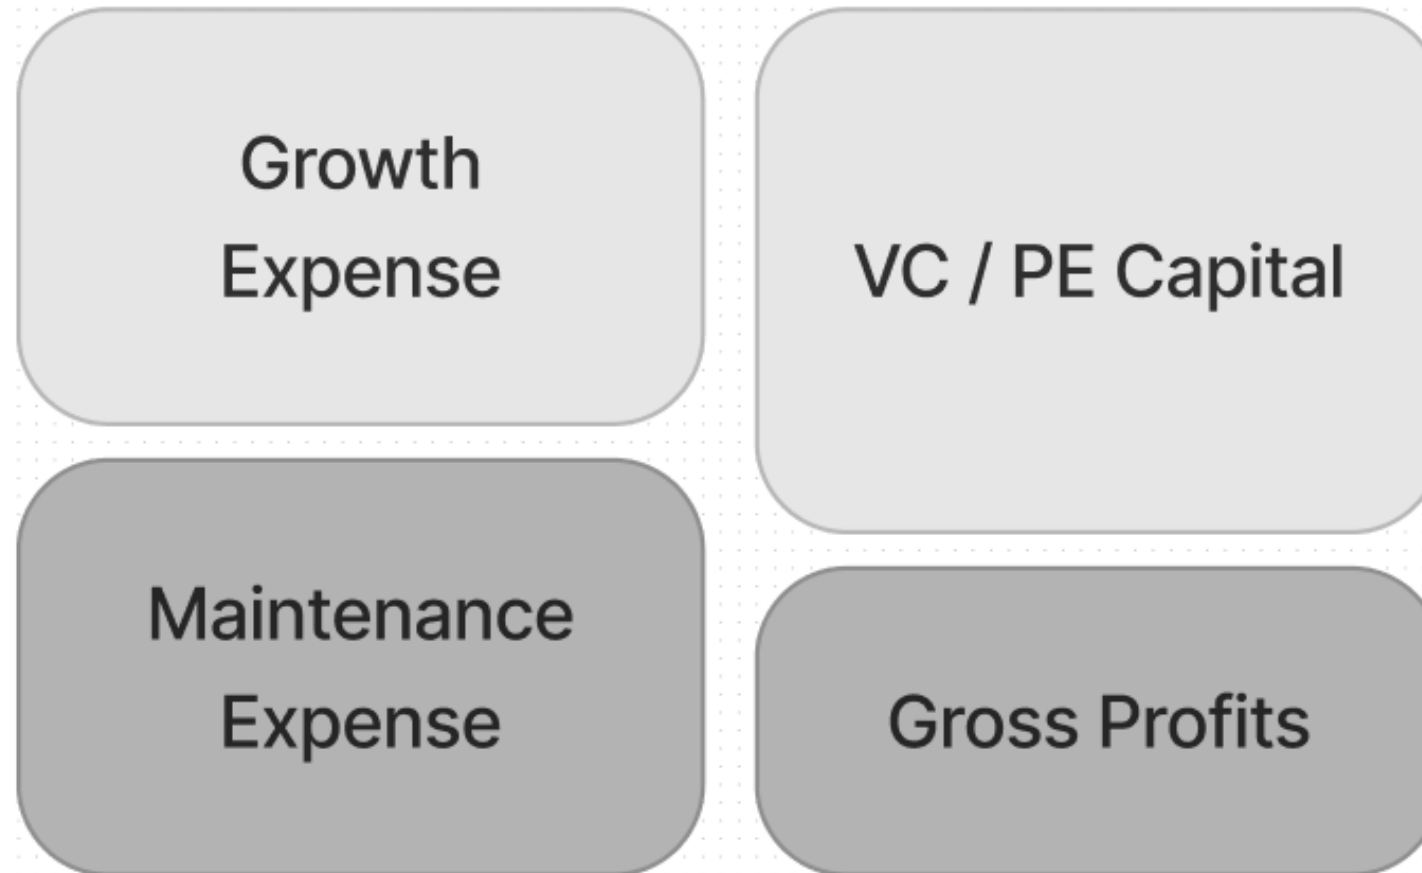 Growth
Expense
VC / PE Capital
Maintenance
Expense
Gross Profits